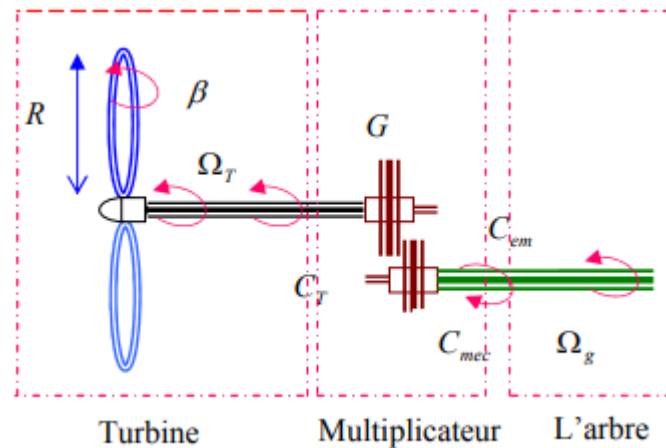 R
β
G
Ω_T
C_em
C_T
C_mec
Ω_g
Turbine
Multiplicateur
L'arbre